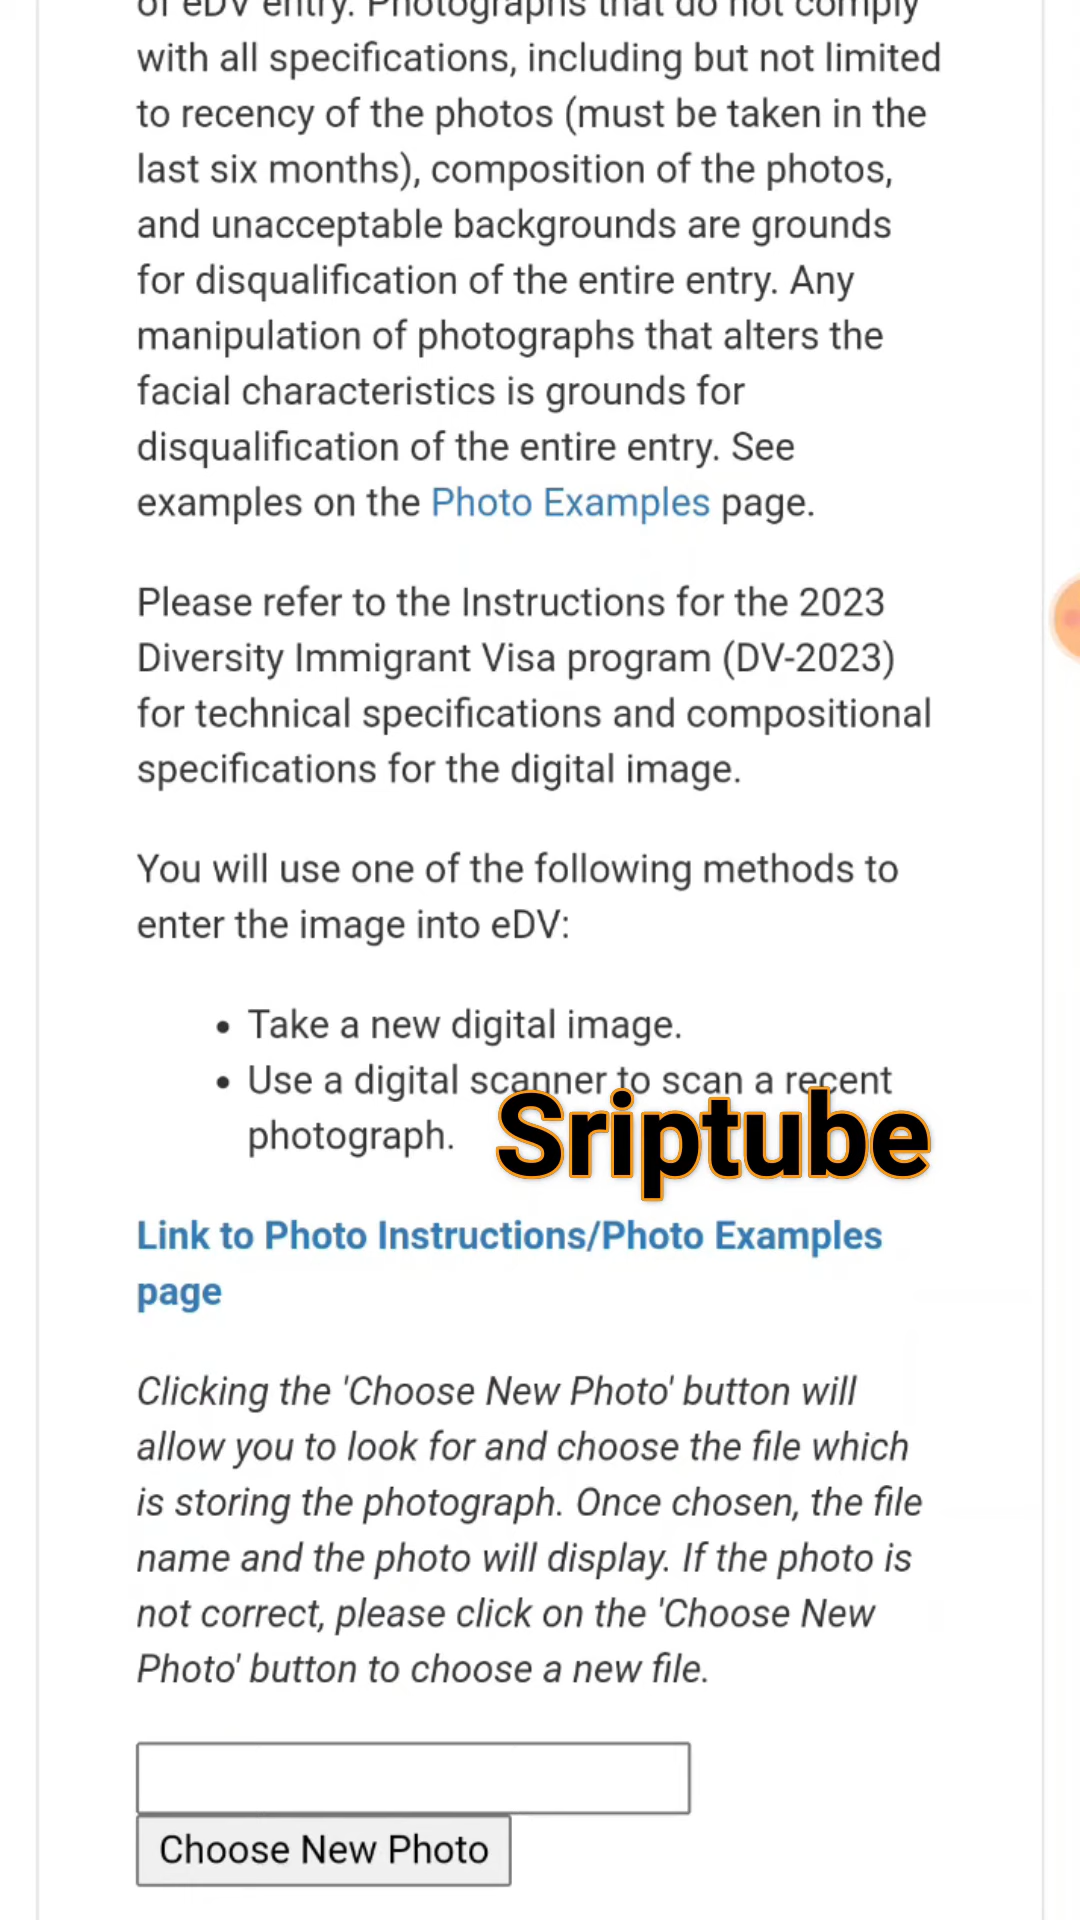 of eDV entry. Photographs that do not comply
with all specifications, including but not limited
to recency of the photos (must be taken in the
last six months), composition of the photos,
and unacceptable backgrounds are grounds
for disqualification of the entire entry. Any
manipulation of photographs that alters the
facial characteristics is grounds for
disqualification of the entire entry. See
examples on the Photo Examples page.
Please refer to the Instructions for the 2023
Diversity Immigrant Visa program (DV-2023)
for technical specifications and compositional
specifications for the digital image.
You will use one of the following methods to
enter the image into eDV:
• Take a new digital image.
• Use a digital scanner to scan a recent
photograph.
Sriptube
Link to Photo Instructions/Photo Examples
page
Clicking the 'Choose New Photo' button will
allow you to look for and choose the file which
is storing the photograph. Once chosen, the file
name and the photo will display. If the photo is
not correct, please click on the 'Choose New
Photo' button to choose a new file.
Choose New Photo